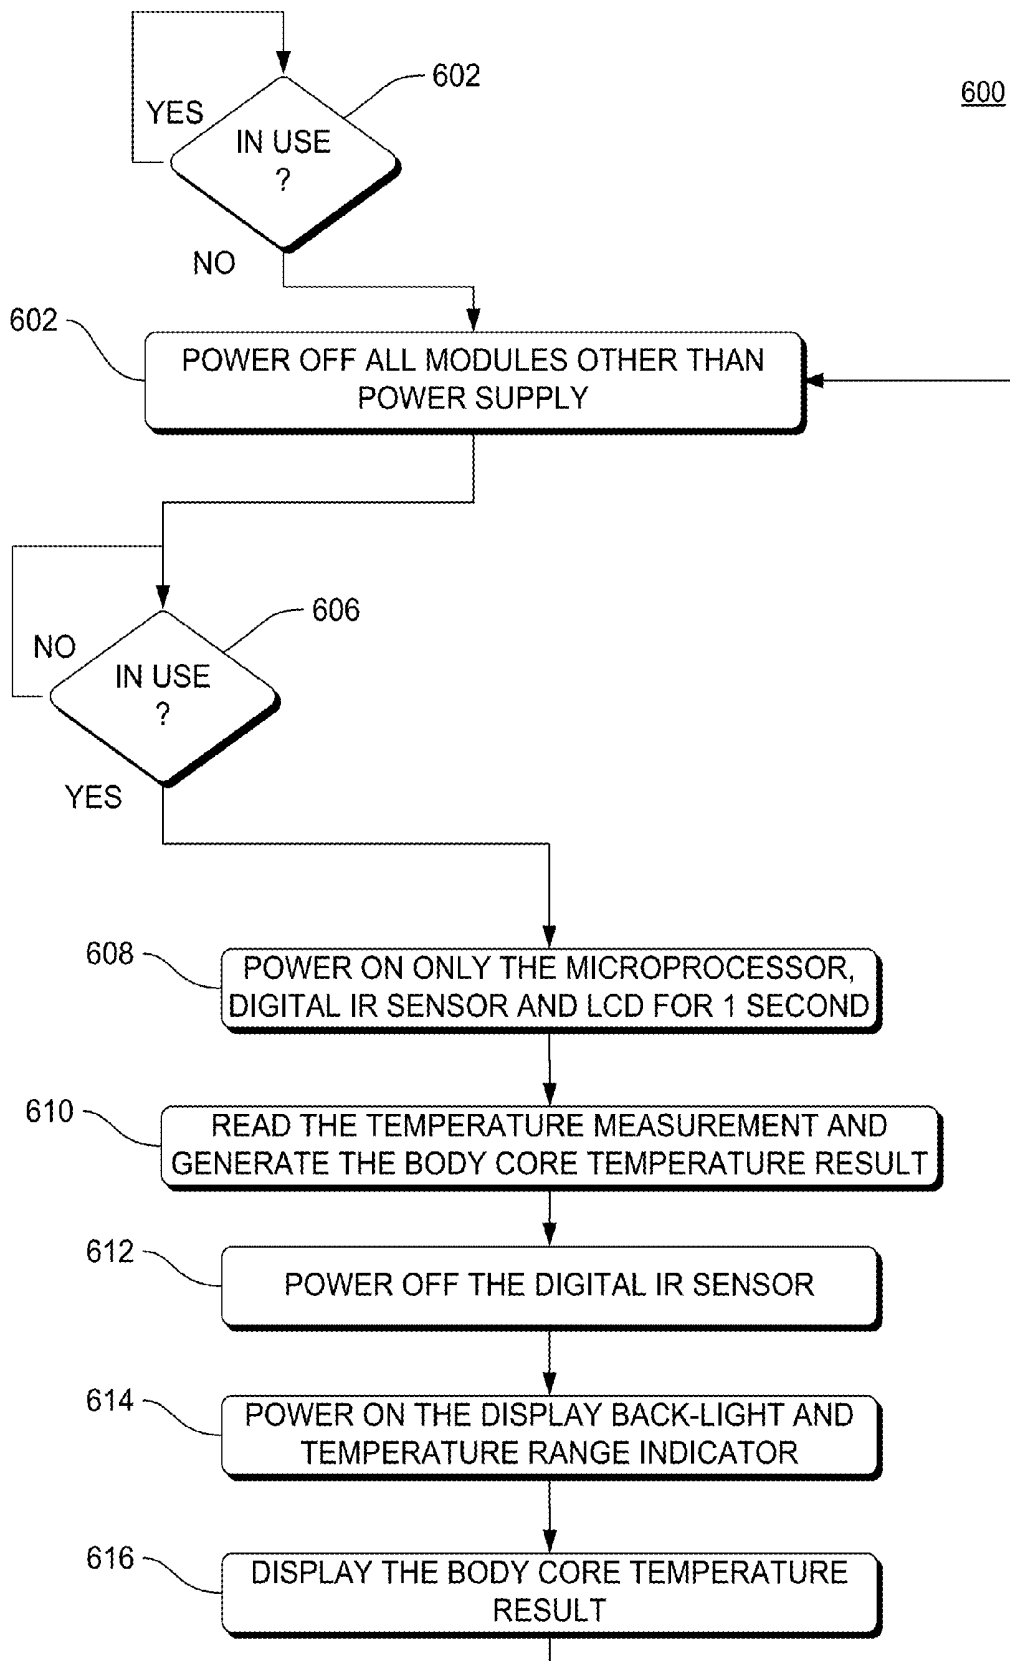 602
600
YES
IN USE
?
NO
602
POWER OFF ALL MODULES OTHER THAN
POWER SUPPLY
606
NO
IN USE
?
YES
608
POWER ON ONLY THE MICROPROCESSOR,
DIGITAL IR SENSOR AND LCD FOR 1 SECOND
610
READ THE TEMPERATURE MEASUREMENT AND
GENERATE THE BODY CORE TEMPERATURE RESULT
612
POWER OFF THE DIGITAL IR SENSOR
614
POWER ON THE DISPLAY BACK-LIGHT AND
TEMPERATURE RANGE INDICATOR
616
DISPLAY THE BODY CORE TEMPERATURE
RESULT